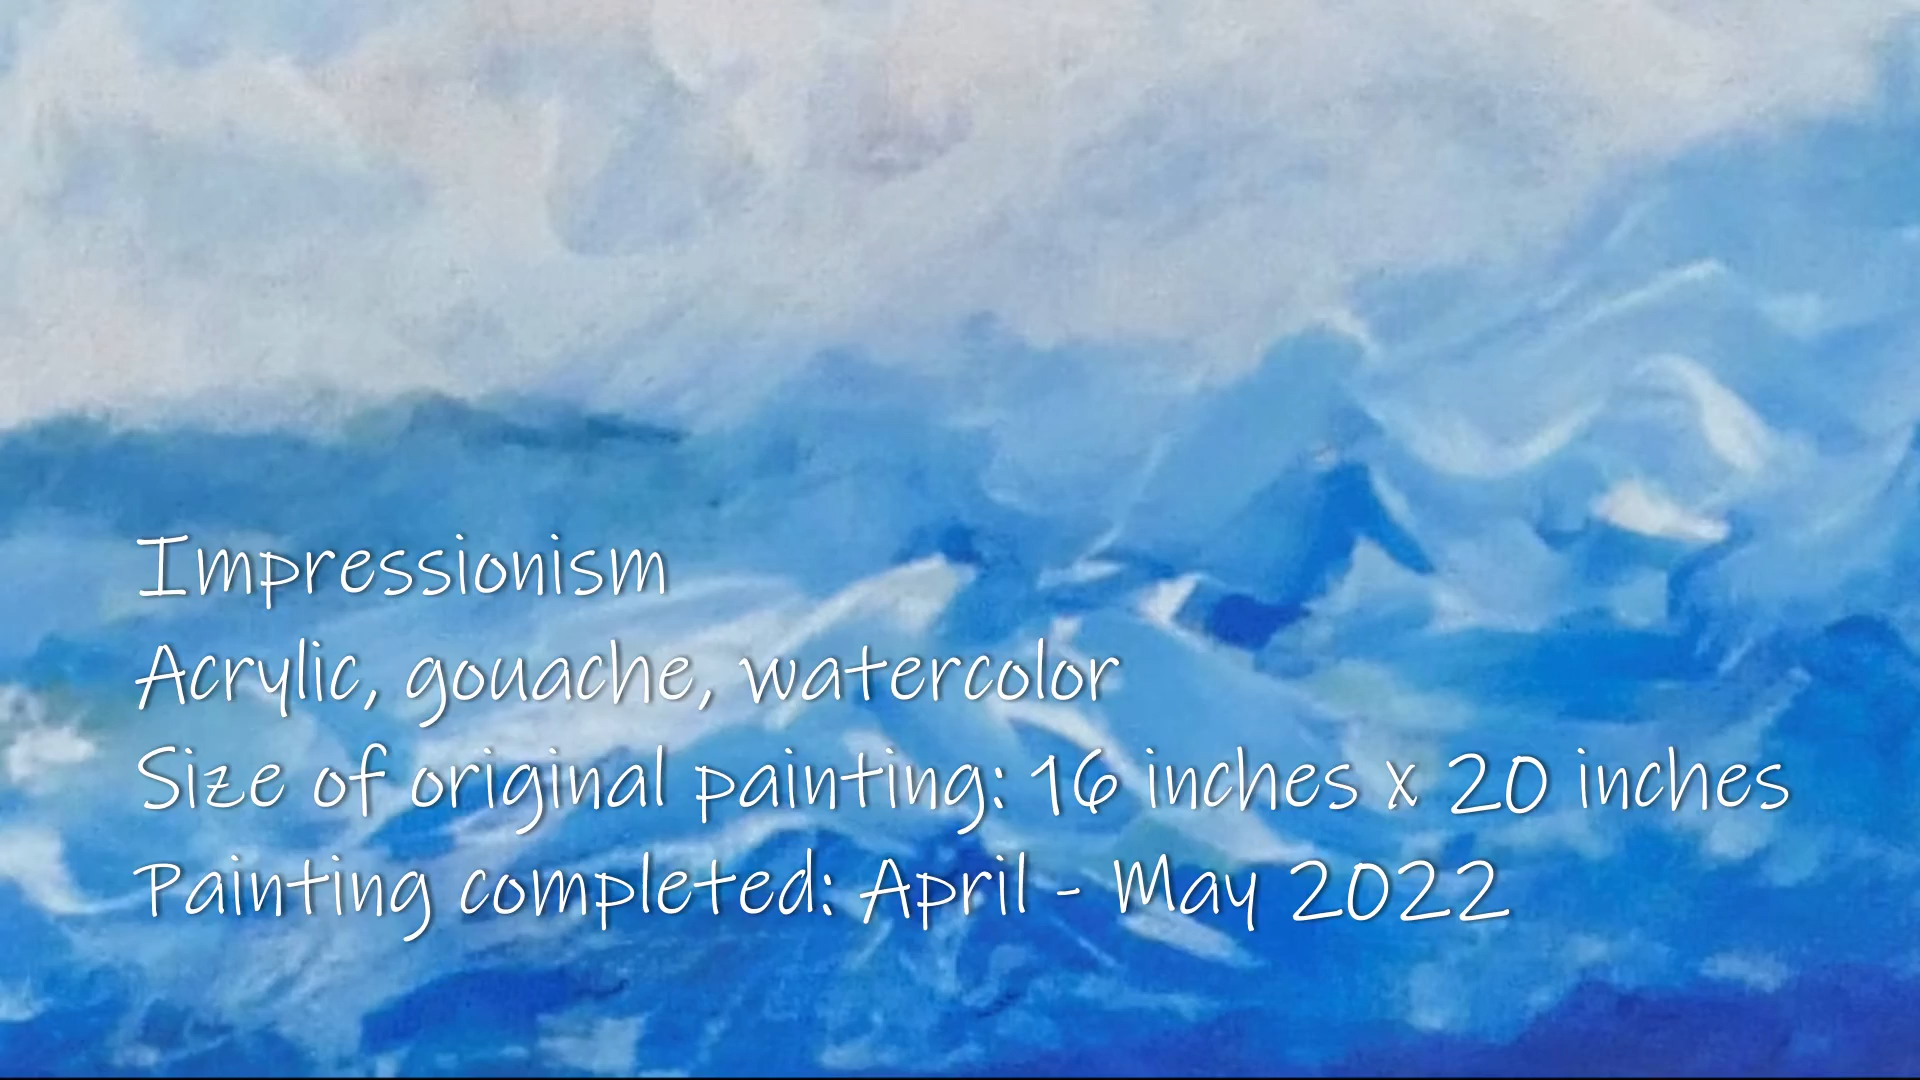 Impressionism
Acrylic, gouache, watercolor
Size of original painting: 16 inches x 20 inches
Painting completed: April - May 2022